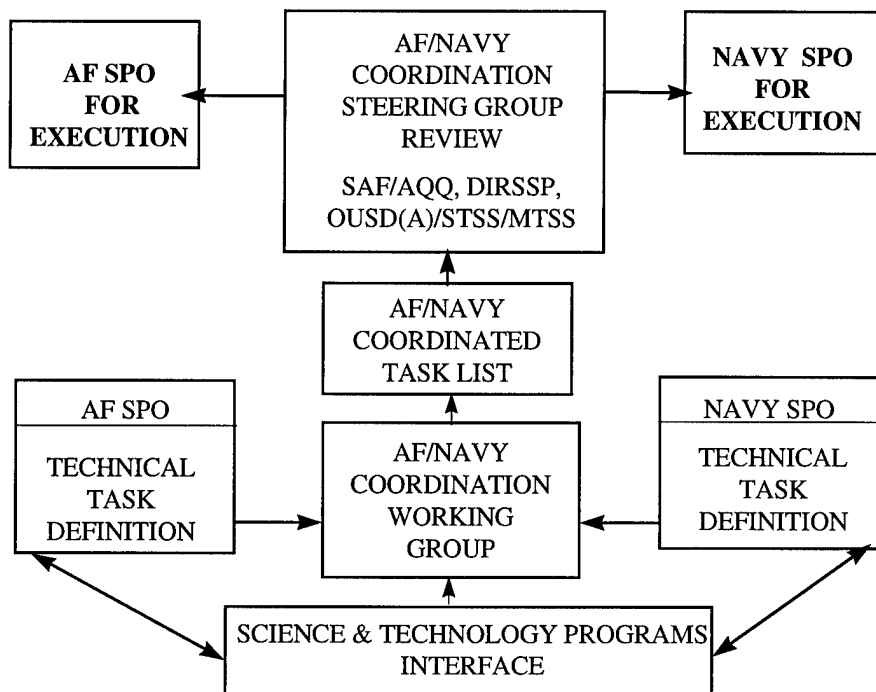 AF SPO
FOR
EXECUTION
AF/NAVY
COORDINATION
STEERING GROUP
REVIEW
SAF/AQQ, DIRSSP,
OUSD(A)/STSS/MTSS
NAVY SPO
FOR
EXECUTION
AF/NAVY
COORDINATED
TASK LIST
AF SPO
TECHNICAL
TASK
DEFINITION
AF/NAVY
COORDINATION
WORKING
GROUP
NAVY SPO
TECHNICAL
TASK
DEFINITION
SCIENCE & TECHNOLOGY PROGRAMS
INTERFACE